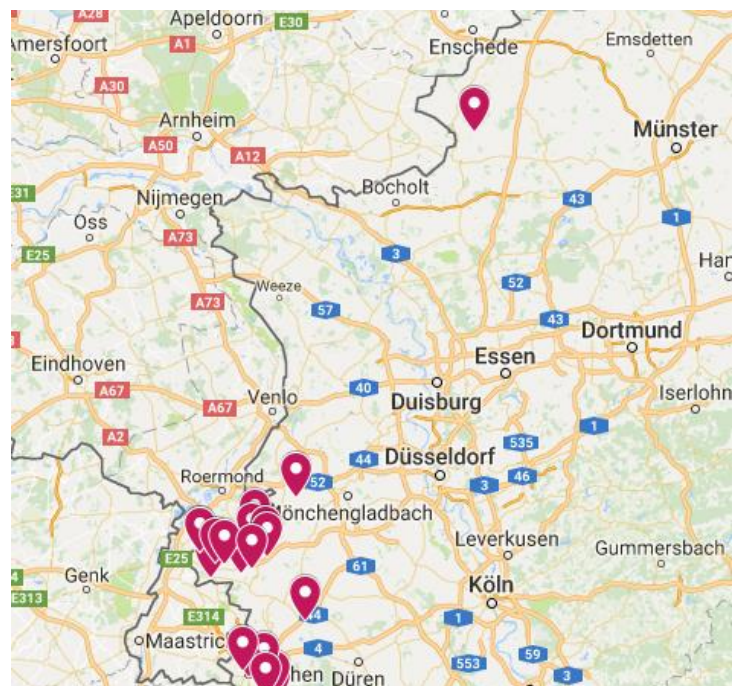 A28
Apeldoorn
E30
Enschede
Emsdetten
Amersfoort
A1
A30
Arnheim
A50
A12
Münster
E31
Nijmegen
Bocholt
43
Oss
1
A73
E25
3
52
Weeze
A73
57
43
Dortmund
Eindhoven
Essen
A67
40
Iserlohn
Venlo
A67
Duisburg
1
A2
535
44
Düsseldorf
46
Roermond
52
3
Mönchengladbach
Leverkusen
E25
Gummersbach
61
Genk
Köln
E313
E314
44
1
Maastric
4
59
553
hen
Düren
3